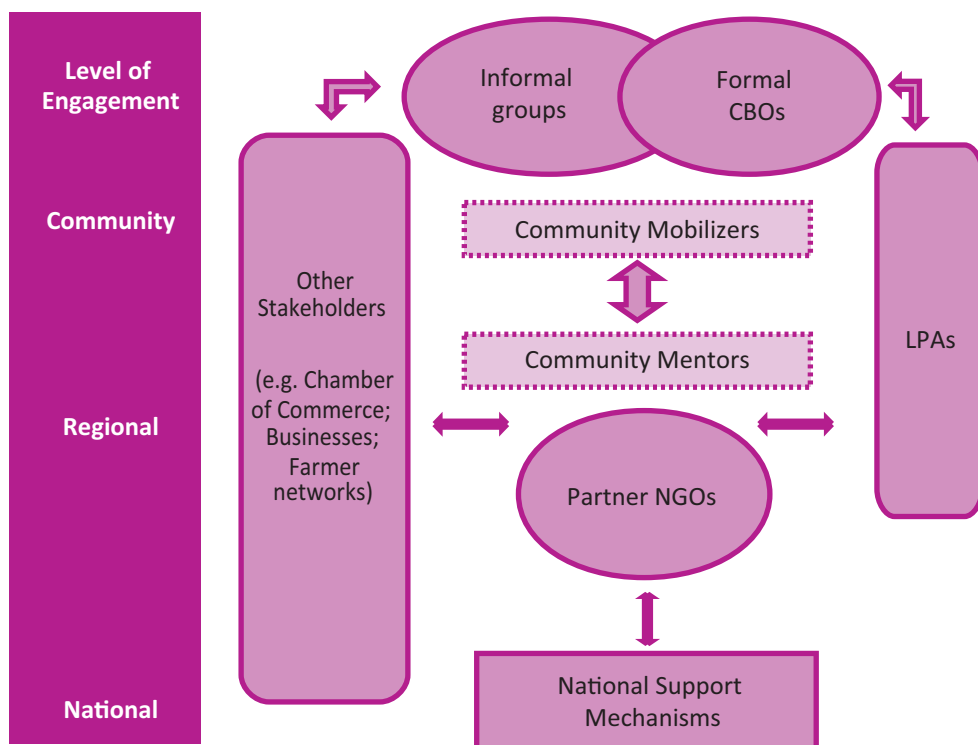 Level of
Engagement
Community
Regional
National
Informal
groups
Formal
CBOs
Community Mobilizers
Community Mentors
Other
Stakeholders
(e.g. Chamber
of Commerce;
Businesses;
Farmer
networks)
Partner NGOs
LPAs
National Support
Mechanisms